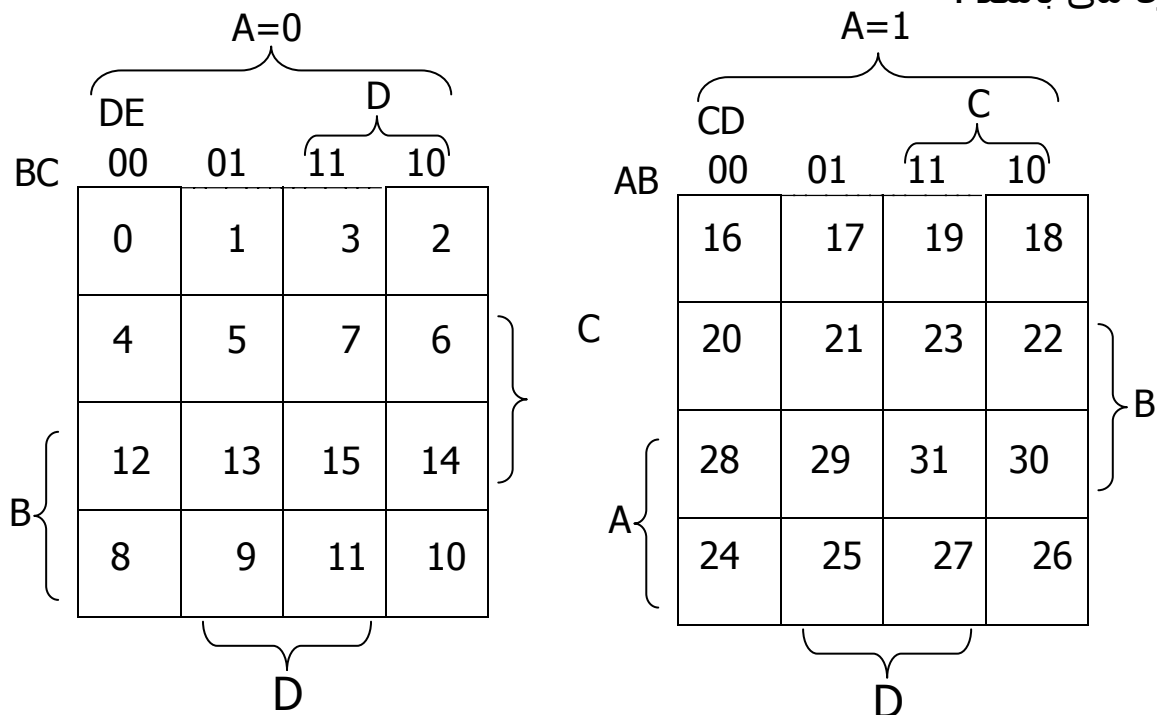 A=0 A=1
DE D CD C
BC 00 01 11 10 AB 00 01 11 10
0 1 3 2 16 17 19 18
4 5 7 6 C 20 21 23 22
B
12 13 15 14 28 29 31 30
B A
8 9 11 10 24 25 27 26
D D